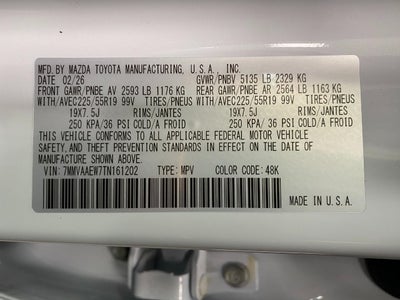 MFD. BY MAZDA TOYOTA MANUFACTURING, U.S.A., INC.
DATE 02/26 GVWR/PNBV 5135 LB 2329 KG
FRONT GAWR/PNBE AV 2593 LB 1176 KG REAR GAWR/PNBE AR 2564 LB 1163 KG
WITH/AVEC225/55R19 99V TIRES/PNEUS WITH/AVEC225/55R19 99V TIRES/PNEUS
19X7.5J RIMS/JANTES 19X7.5J RIMS/JANTES
250 KPA/36 PSI COLD/A FROID 250 KPA/36 PSI COLD/A FROID
THIS VEHICLE CONFORMS TO ALL APPLICABLE FEDERAL MOTOR VEHICLE
SAFETY, AND THEFT PREVENTION STANDARDS IN EFFECT ON THE DATE OF
MANUFACTURE SHOWN ABOVE.
VIN: 7MMVAAEW7TN161202 TYPE: MPV COLOR CODE: 48K
MADE IN U.S.A.